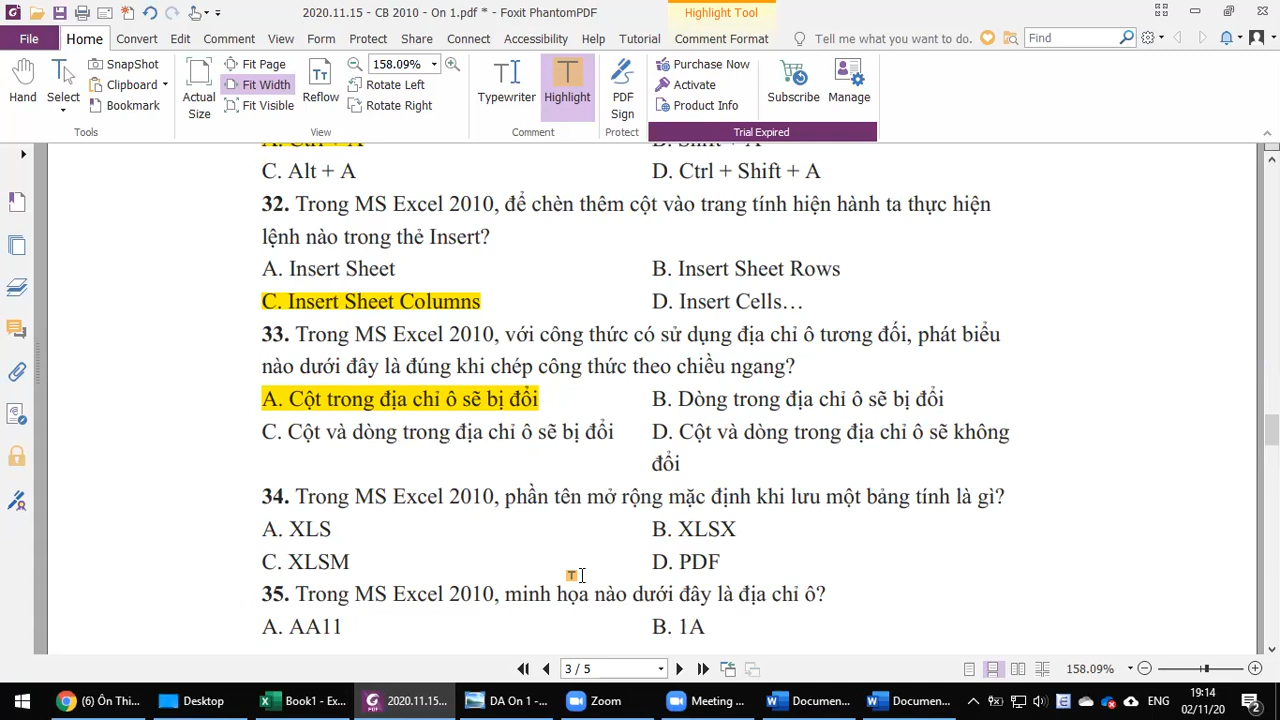 2020.11.15 - CB 2010 - On 1.pdf * - Foxit PhantomPDF
Highlight Tool
File Home Convert Edit Comment View Form Protect Share Connect Accessibility Help Tutorial Comment Format Tell me what you want to do.. Find
Hand
Select
SnapShot
Clipboard
Bookmark
Tools
Actual Size
Fit Page
Fit Width
Fit Visible
Reflow
158.09%
Rotate Left
Rotate Right
View
Typewriter
Highlight
Comment
PDF Sign
Protect
Purchase Now
Activate
Product Info
Subscribe
Manage
Trial Expired
C. Alt + A D. Ctrl + Shift + A
32. Trong MS Excel 2010, để chèn thêm cột vào trang tính hiện hành ta thực hiện
lệnh nào trong thẻ Insert?
A. Insert Sheet B. Insert Sheet Rows
C. Insert Sheet Columns D. Insert Cells…
33. Trong MS Excel 2010, với công thức có sử dụng địa chỉ ô tương đối, phát biểu
nào dưới đây là đúng khi chép công thức theo chiều ngang?
A. Cột trong địa chỉ ô sẽ bị đổi B. Dòng trong địa chỉ ô sẽ bị đổi
C. Cột và dòng trong địa chỉ ô sẽ bị đổi D. Cột và dòng trong địa chỉ ô sẽ không
đổi
34. Trong MS Excel 2010, phần tên mở rộng mặc định khi lưu một bảng tính là gì?
A. XLS B. XLSX
C. XLSM D. PDF
35. Trong MS Excel 2010, minh họa nào dưới đây là địa chỉ ô?
A. AA11 B. 1A
3 / 5 158.09%
(6) Ôn Thi... Desktop Book1 - Ex... 2020.11.15... DA On 1 -... Zoom Meeting ... Documen... Documen... ENG 19:14
02/11/20 2